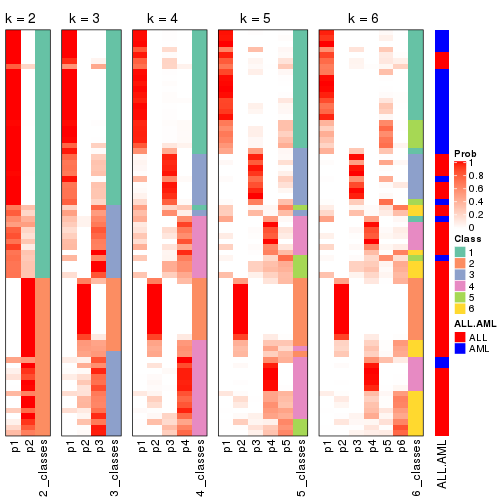 k = 2
k = 3
k = 4
k = 5
k = 6
p1
p2
2_classes
p1
p2
p3
3_classes
p1
p2
p3
p4
4_classes
p1
p2
p3
p4
p5
5_classes
p1
p2
p3
p4
p5
p6
6_classes
ALL.AML
Prob
1
0.8
0.6
0.4
0.2
0
Class
1
2
3
4
5
6
ALL.AML
ALL
AML